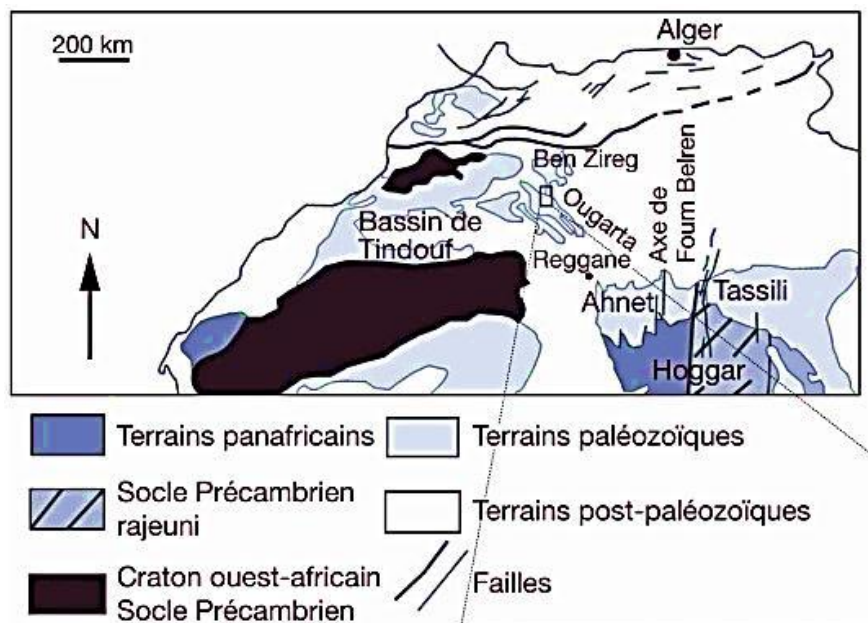 200 km
Alger
N
Ben Zireg
Ougarta
Axe de
Foum Belren
Bassin de
Tindouf
Reggane
Ahnet
Tassili
Hoggar
Terrains panafricains
Terrains paléozoïques
Socle Précambrien
rajeuni
Terrains post-paléozoïques
Craton ouest-africain
Socle Précambrien
Failles